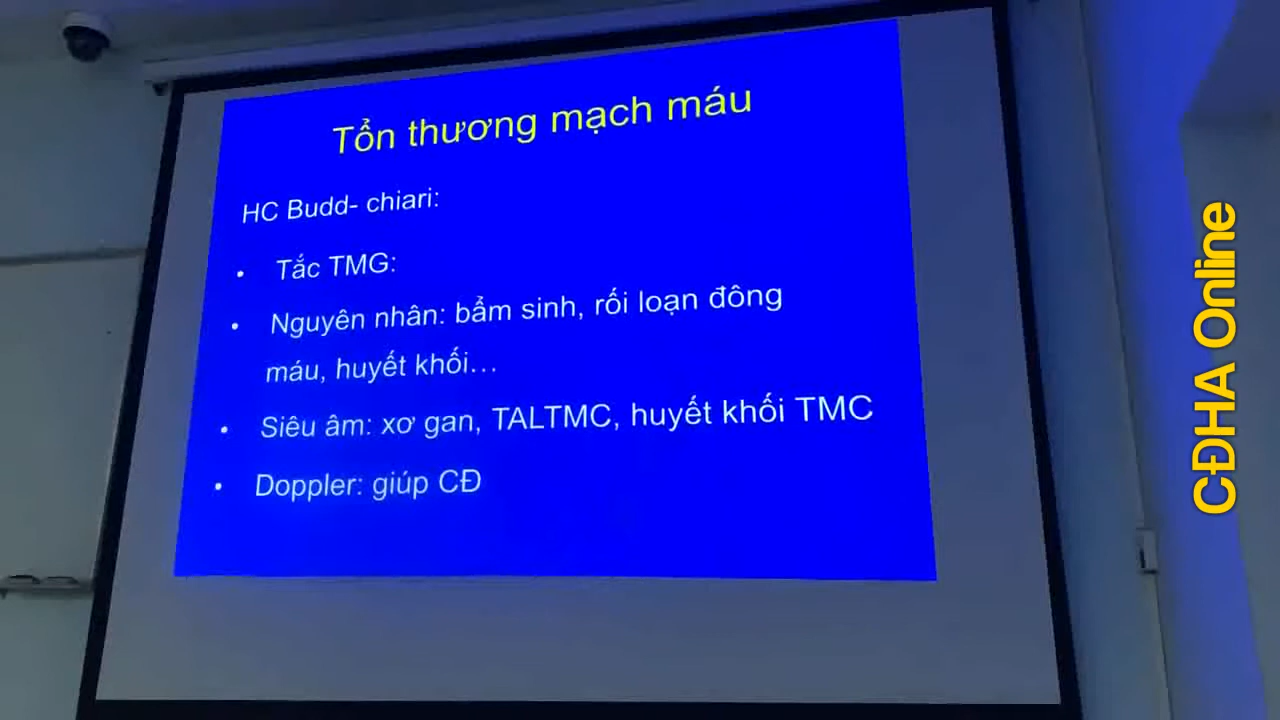 Tổn thương mạch máu
HC Budd- chiari:
• Tắc TMG:
• Nguyên nhân: bẩm sinh, rối loạn đông
máu, huyết khối...
• Siêu âm: xơ gan, TALTMC, huyết khối TMC
• Doppler: giúp CĐ
CĐHA Online